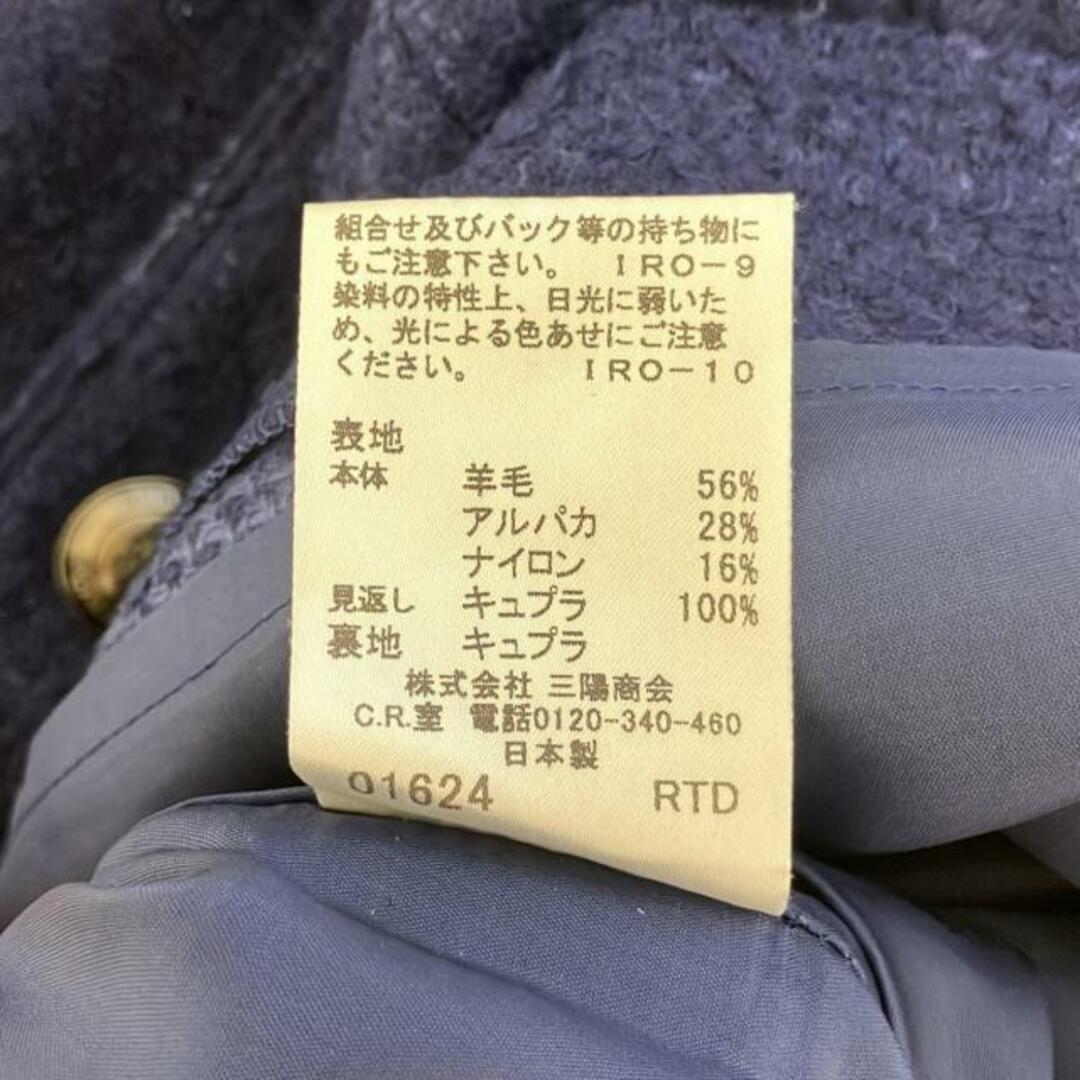 組合せ及びバック等の持ち物に
もご注意下さい。 IRO-9
染料の特性上、日光に弱いた
め、光による色あせにご注意
ください。 IRO-10
表地
本体 羊毛 56%
アルパカ 28%
ナイロン 16%
見返し キュプラ 100%
裏地 キュプラ
株式会社 三陽商会
C.R.室 電話0120-340-460
日本製
01624 RTD